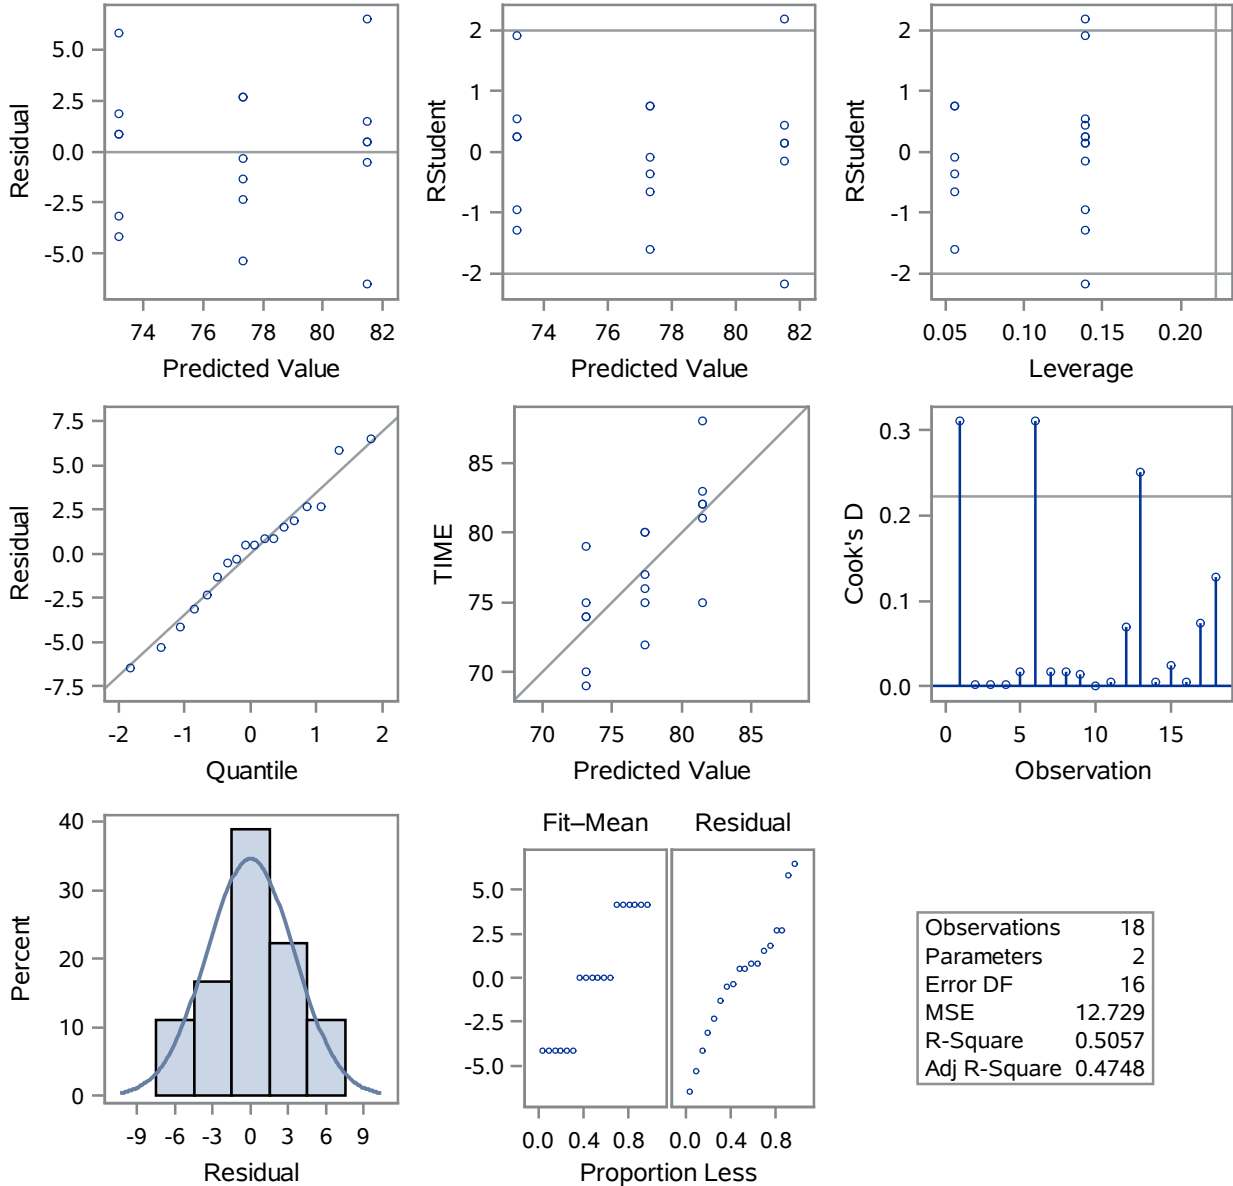 Residual
5.0
2.5
0.0
-2.5
-5.0
74 76 78 80 82
Predicted Value
RStudent
2
1
0
-1
-2
74 76 78 80 82
Predicted Value
RStudent
2
1
0
-1
-2
0.05 0.10 0.15 0.20
Leverage
Residual
7.5
5.0
2.5
0.0
-2.5
-5.0
-7.5
-2 -1 0 1 2
Quantile
TIME
85
80
75
70
70 75 80 85
Predicted Value
Cook's D
0.3
0.2
0.1
0.0
0 5 10 15
Observation
Percent
40
30
20
10
0
-9 -6 -3 0 3 6 9
Residual
Fit–Mean Residual
5.0
2.5
0.0
-2.5
-5.0
0.0 0.4 0.8 0.0 0.4 0.8
Proportion Less
Observations 18
Parameters 2
Error DF 16
MSE 12.729
R-Square 0.5057
Adj R-Square 0.4748